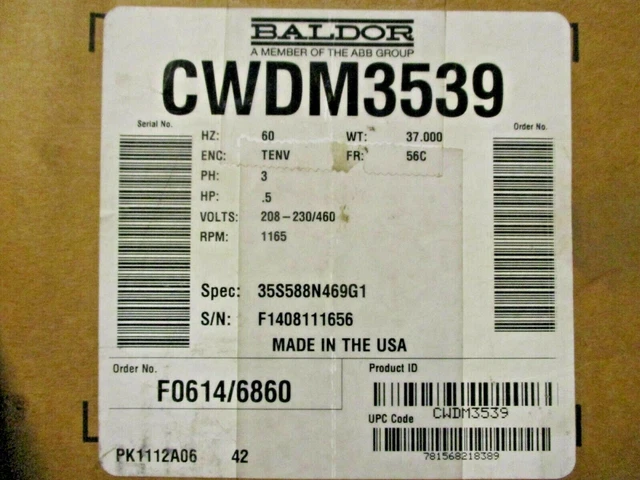 BALDOR
A MEMBER OF THE ABB GROUP
CWDM3539
Serial No.
Order No.
HZ: 60 WT: 37.000
ENC: TENV FR: 56C
PH: 3
HP: .5
VOLTS: 208-230/460
RPM: 1165
Spec: 35S588N469G1
S/N: F1408111656
MADE IN THE USA
Order No.
F0614/6860
Product ID
CWDM3539
UPC Code
781568218389
PK1112A06 42